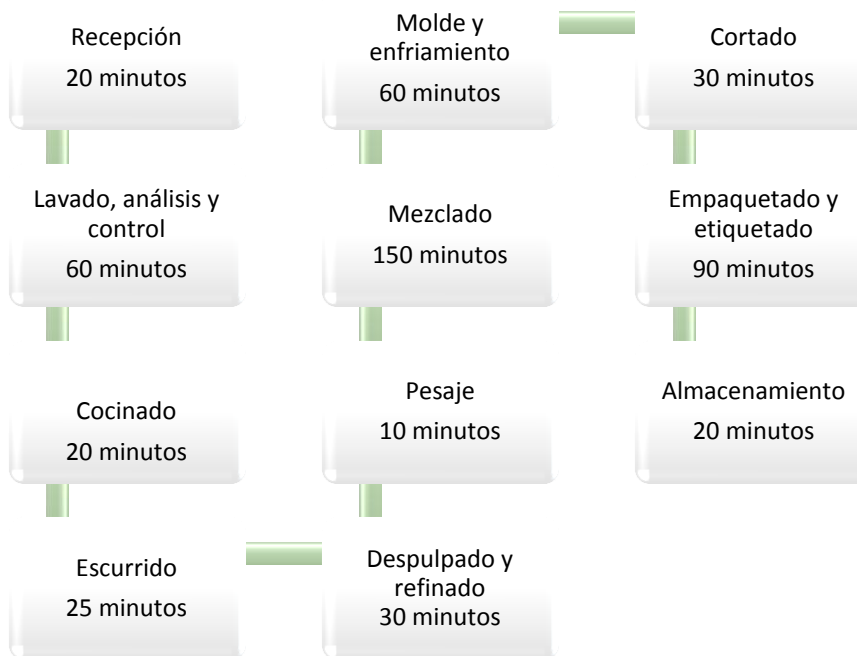 Recepción
20 minutos
Lavado, análisis y
control
60 minutos
Cocinado
20 minutos
Escurrido
25 minutos
Despulpado y
refinado
30 minutos
Pesaje
10 minutos
Mezclado
150 minutos
Molde y
enfriamiento
60 minutos
Cortado
30 minutos
Empaquetado y
etiquetado
90 minutos
Almacenamiento
20 minutos